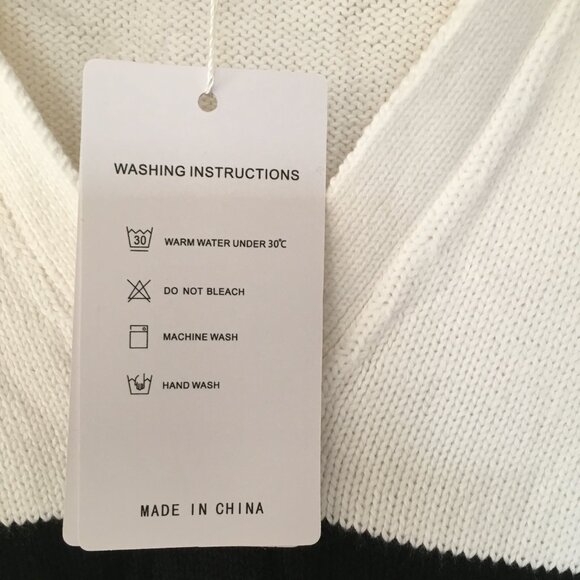 WASHING INSTRUCTIONS
30 WARM WATER UNDER 30℃
DO NOT BLEACH
MACHINE WASH
HAND WASH
MADE IN CHINA